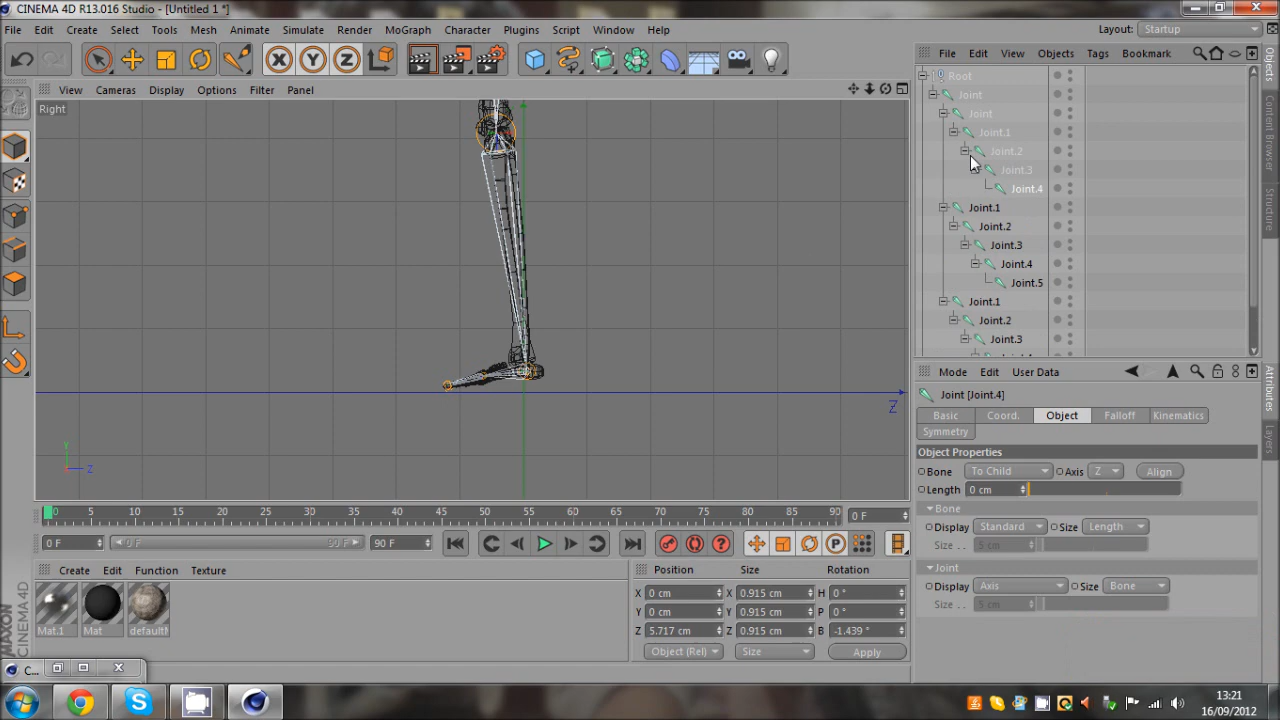 CINEMA 4D R13.016 Studio - [Untitled 1 *]
File Edit Create Select Tools Mesh Animate Simulate Render MoGraph Character Plugins Script Window Help
Layout: Startup
View Cameras Display Options Filter Panel
Right
Y
Z
Z
File Edit View Objects Tags Bookmark
Root
Joint
Joint
Joint.1
Joint.2
Joint.3
Joint.4
Joint.1
Joint.2
Joint.3
Joint.4
Joint.5
Joint.1
Joint.2
Joint.3
Objects
Content Browser
Structure
Mode Edit User Data
Joint [Joint.4]
Basic Coord. Object Falloff Kinematics
Symmetry
Object Properties
Bone To Child Axis Z Align
Length 0 cm
Bone
Display Standard Size Length
Size . . 5 cm
Joint
Display Axis Size Bone
Size . . 5 cm
Attributes
Layers
0 5 10 15 20 25 30 35 40 45 50 55 60 65 70 75 80 85 90 0 F
0 F 0 F 90 F 90 F
Create Edit Function Texture
Mat.1 Mat
Position Size Rotation
X 0 cm X 0.915 cm H 0 °
Y 0 cm Y 0.915 cm P 0 °
Z 5.717 cm Z 0.915 cm B -1.439 °
Object (Rel) Size Apply
MAXON
CINEMA 4D
C...
13:21
16/09/2012